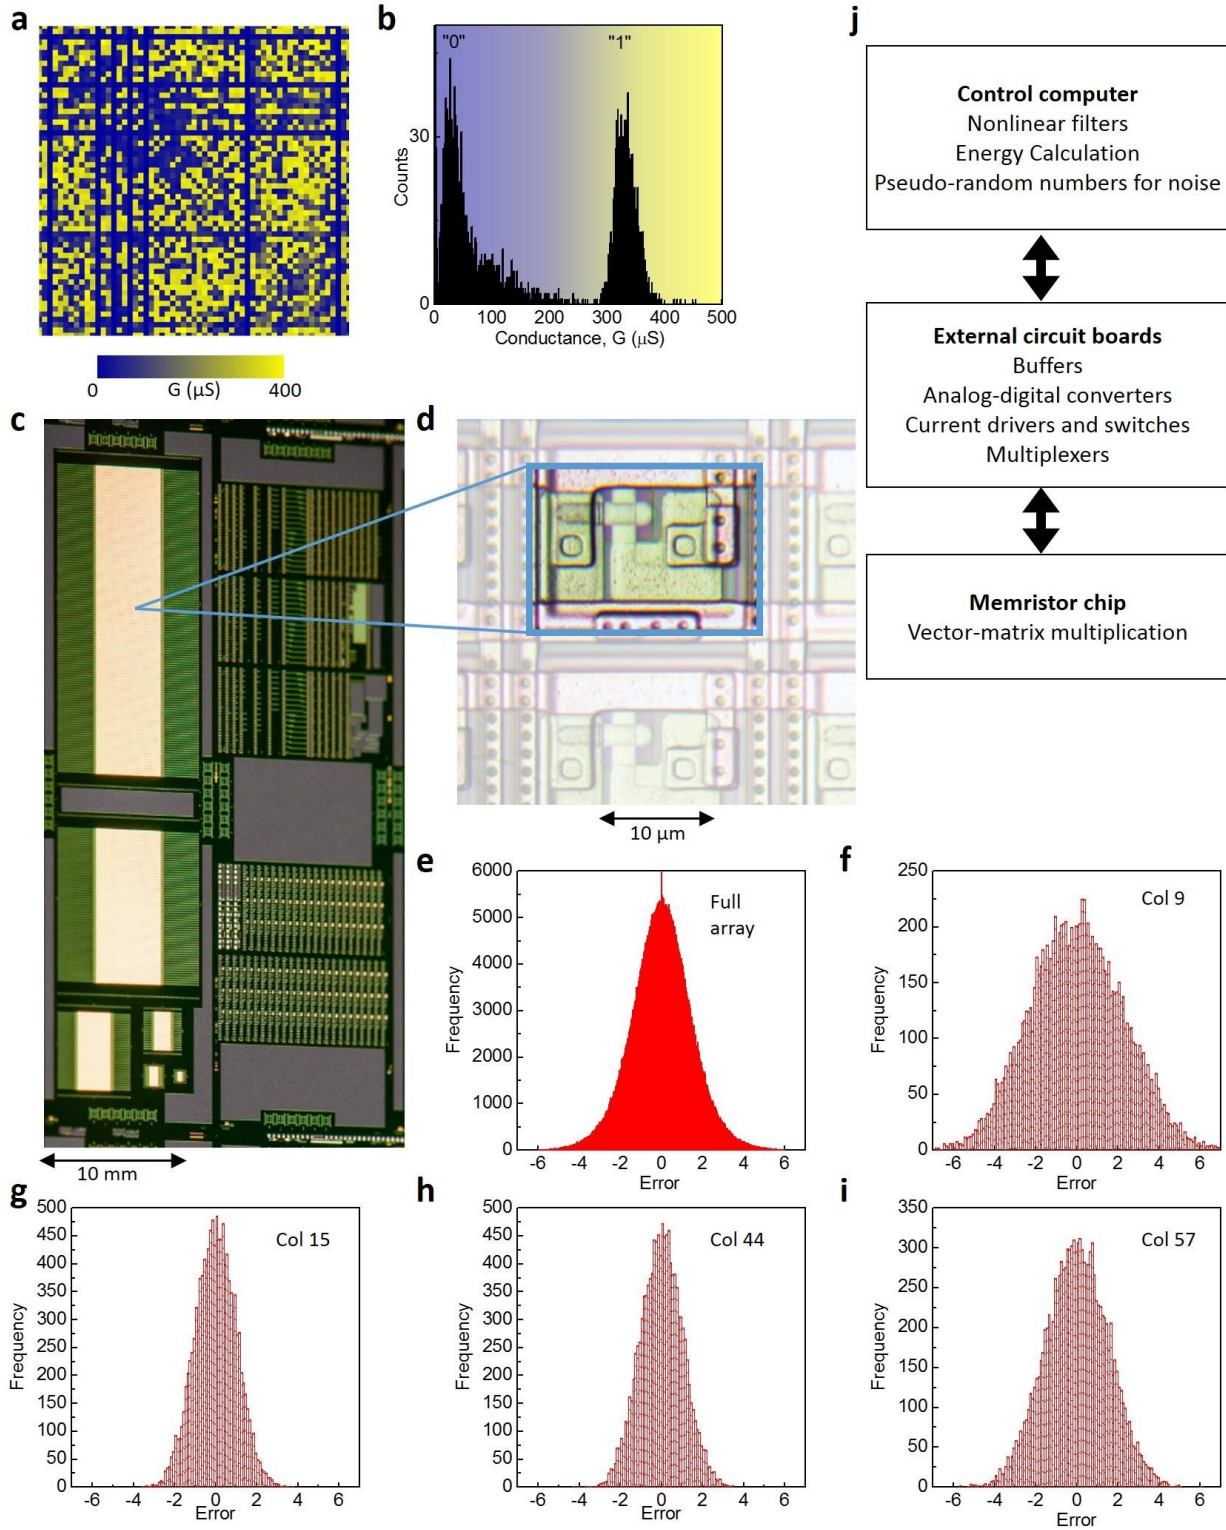 a
0
G (μS)
400
b
"0"
"1"
30
0
Counts
0
100
200
300
400
500
Conductance, G (μS)
c
10 mm
d
10 μm
j
Control computer
Nonlinear filters
Energy Calculation
Pseudo-random numbers for noise
External circuit boards
Buffers
Analog-digital converters
Current drivers and switches
Multiplexers
Memristor chip
Vector-matrix multiplication
e
6000
5000
4000
3000
2000
1000
0
Frequency
Full
array
-6 -4 -2 0 2 4 6
Error
f
250
200
150
100
50
0
Frequency
Col 9
-6 -4 -2 0 2 4 6
Error
g
500
450
400
350
300
250
200
150
100
50
0
Frequency
Col 15
-6 -4 -2 0 2 4 6
Error
h
500
450
400
350
300
250
200
150
100
50
0
Frequency
Col 44
-6 -4 -2 0 2 4 6
Error
i
350
300
250
200
150
100
50
0
Frequency
Col 57
-6 -4 -2 0 2 4 6
Error